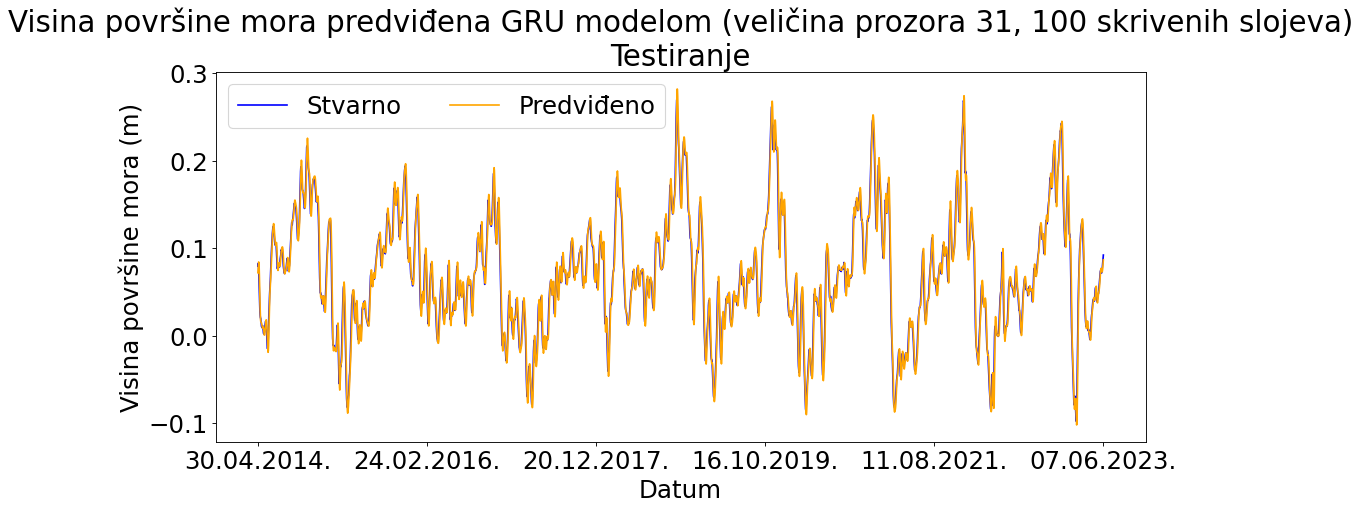 Visina površine mora predviđena GRU modelom (veličina prozora 31, 100 skrivenih slojeva)
Testiranje
Stvarno
Predviđeno
Visina površine mora (m)
0.3
0.2
0.1
0.0
−0.1
30.04.2014.
24.02.2016.
20.12.2017.
16.10.2019.
11.08.2021.
07.06.2023.
Datum